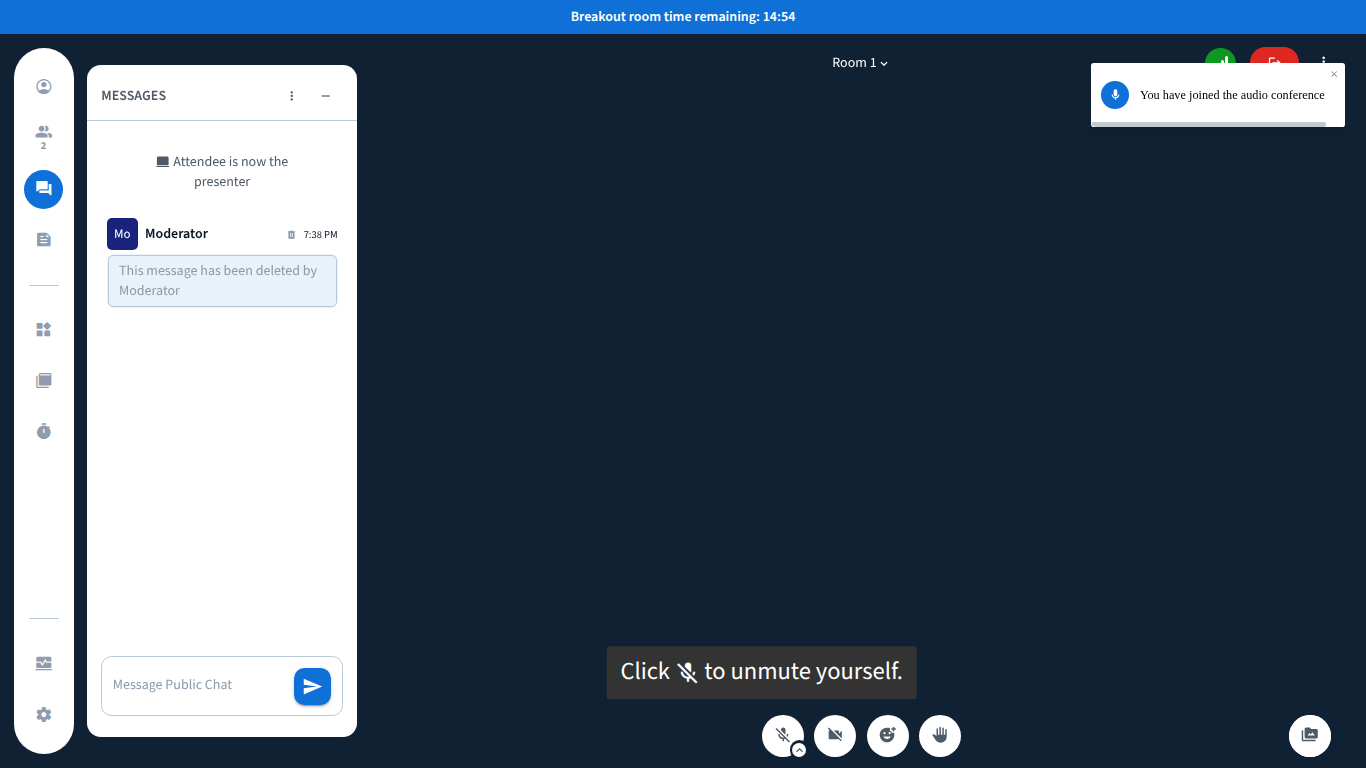 Breakout room time remaining: 14:54
Room 1
You have joined the audio conference
MESSAGES
2
Attendee is now the
presenter
Mo
Moderator
7:38 PM
This message has been deleted by
Moderator
Message Public Chat
Click to unmute yourself.